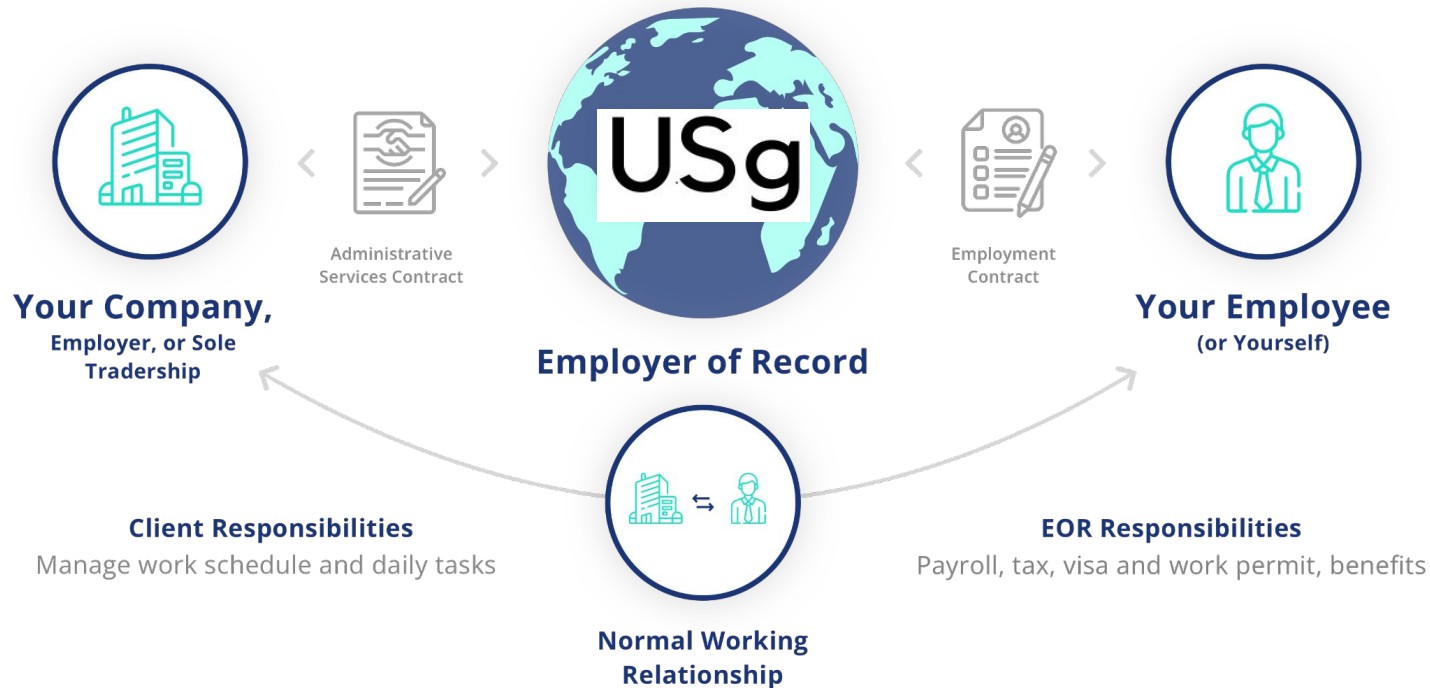 USg
Administrative
Services Contract
Employment
Contract
Your Company,
Employer, or Sole
Tradership
Employer of Record
Your Employee
(or Yourself)
Client Responsibilities
Manage work schedule and daily tasks
EOR Responsibilities
Payroll, tax, visa and work permit, benefits
Normal Working
Relationship